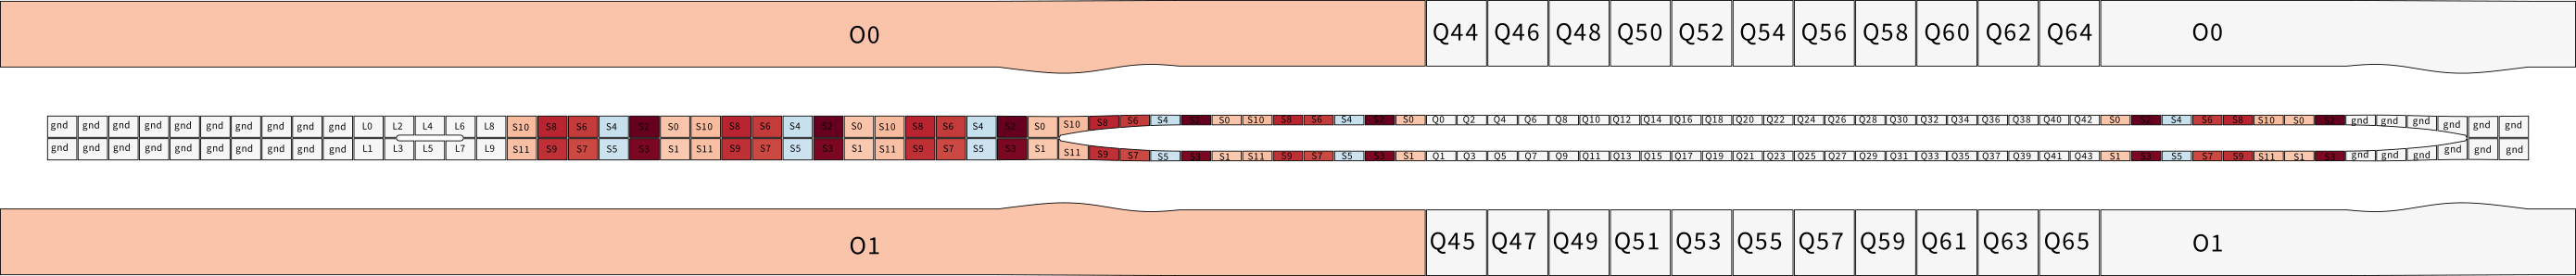 O0 Q44 Q46 Q48 Q50 Q52 Q54 Q56 Q58 Q60 Q62 Q64 O0
gnd gnd gnd gnd gnd gnd gnd gnd gnd gnd L0 L2 L4 L6 L8 S10 S8 S6 S4 S2 S0 S10 S8 S6 S4 S2 S0 S10 S8 S6 S4 S2 S0 S10 S8 S6 S4 S2 S0 S10 S8 S6 S4 S2 S0 Q0 Q2 Q4 Q6 Q8 Q10 Q12 Q14 Q16 Q18 Q20 Q22 Q24 Q26 Q28 Q30 Q32 Q34 Q36 Q38 Q40 Q42 S0 S2 S4 S6 S8 S10 S0 S2 gnd gnd gnd gnd gnd gnd
gnd gnd gnd gnd gnd gnd gnd gnd gnd gnd L1 L3 L5 L7 L9 S11 S9 S7 S5 S3 S1 S11 S9 S7 S5 S3 S1 S11 S9 S7 S5 S3 S1 S11 S9 S7 S5 S3 S1 S11 S9 S7 S5 S3 S1 Q1 Q3 Q5 Q7 Q9 Q11 Q13 Q15 Q17 Q19 Q21 Q23 Q25 Q27 Q29 Q31 Q33 Q35 Q37 Q39 Q41 Q43 S1 S3 S5 S7 S9 S11 S1 S3 gnd gnd gnd gnd gnd gnd
O1 Q45 Q47 Q49 Q51 Q53 Q55 Q57 Q59 Q61 Q63 Q65 O1